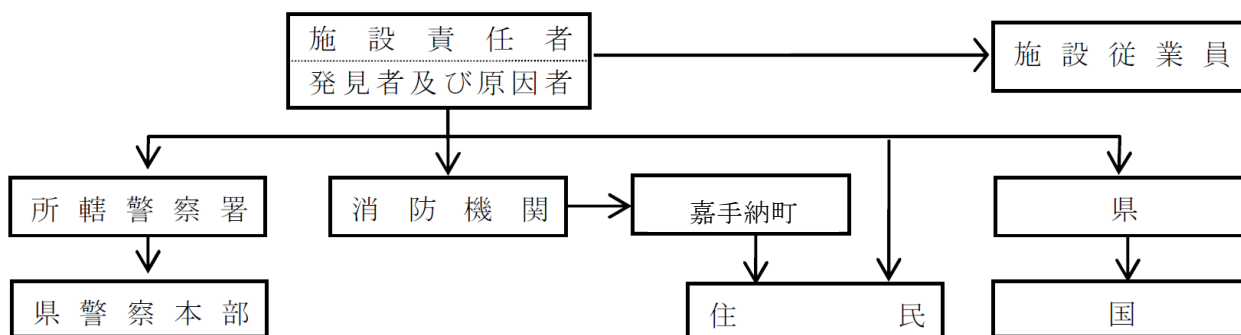 施設責任者
発見者及び原因者
施設従業員
所轄警察署
消防機関
嘉手納町
県
県警察本部
住民
国